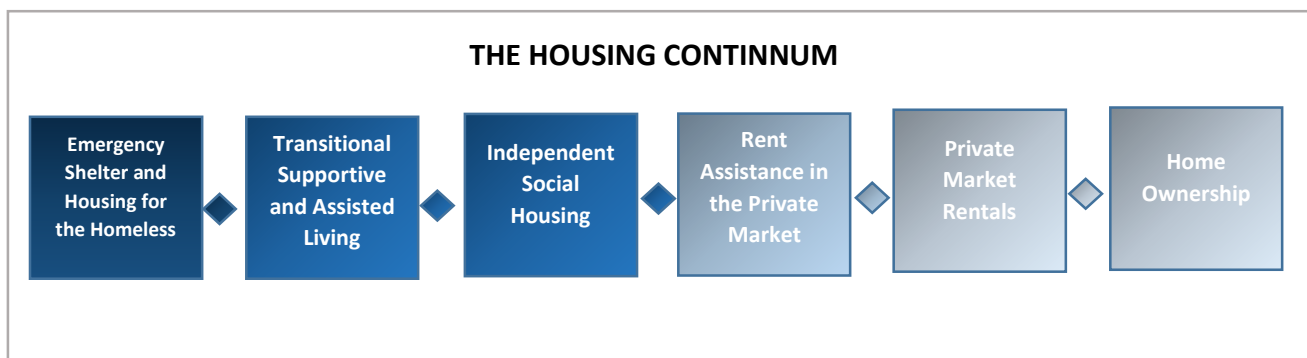 THE HOUSING CONTINNUM
Emergency
Shelter and
Housing for
the Homeless
Transitional
Supportive
and Assisted
Living
Independent
Social
Housing
Rent
Assistance in
the Private
Market
Private
Market
Rentals
Home
Ownership